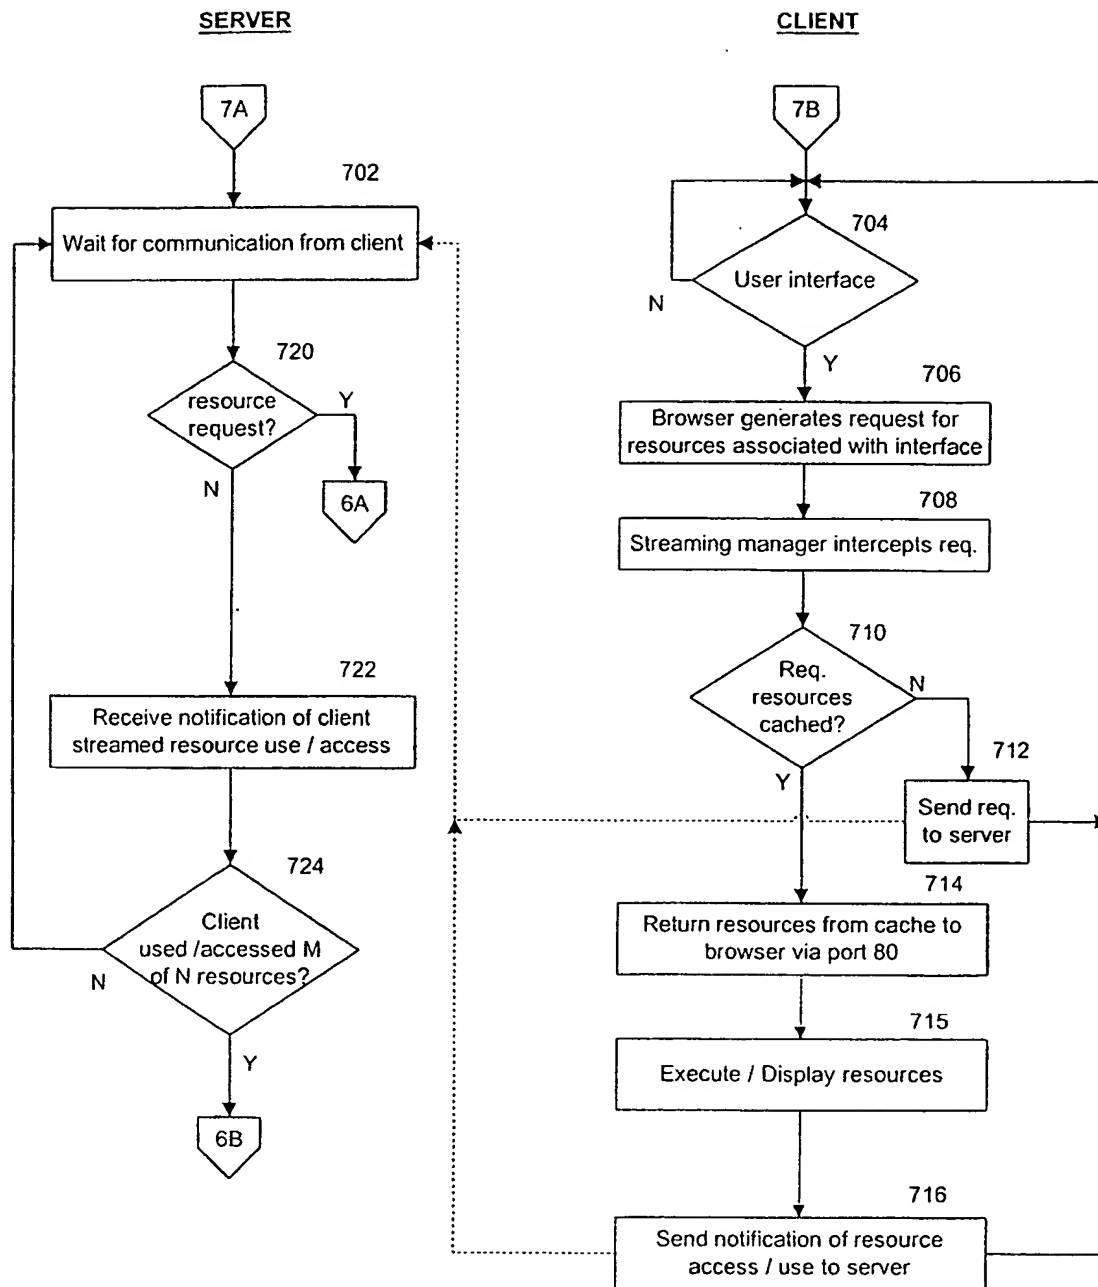 SERVER
7A
702
Wait for communication from client
720
resource
request?
Y
N
6A
722
Receive notification of client
streamed resource use / access
724
Client
used /accessed M
of N resources?
N
Y
6B
CLIENT
7B
704
User interface
N
Y
706
Browser generates request for
resources associated with interface
708
Streaming manager intercepts req.
710
Req.
resources
cached?
N
Y
712
Send req.
to server
714
Return resources from cache to
browser via port 80
715
Execute / Display resources
716
Send notification of resource
access / use to server